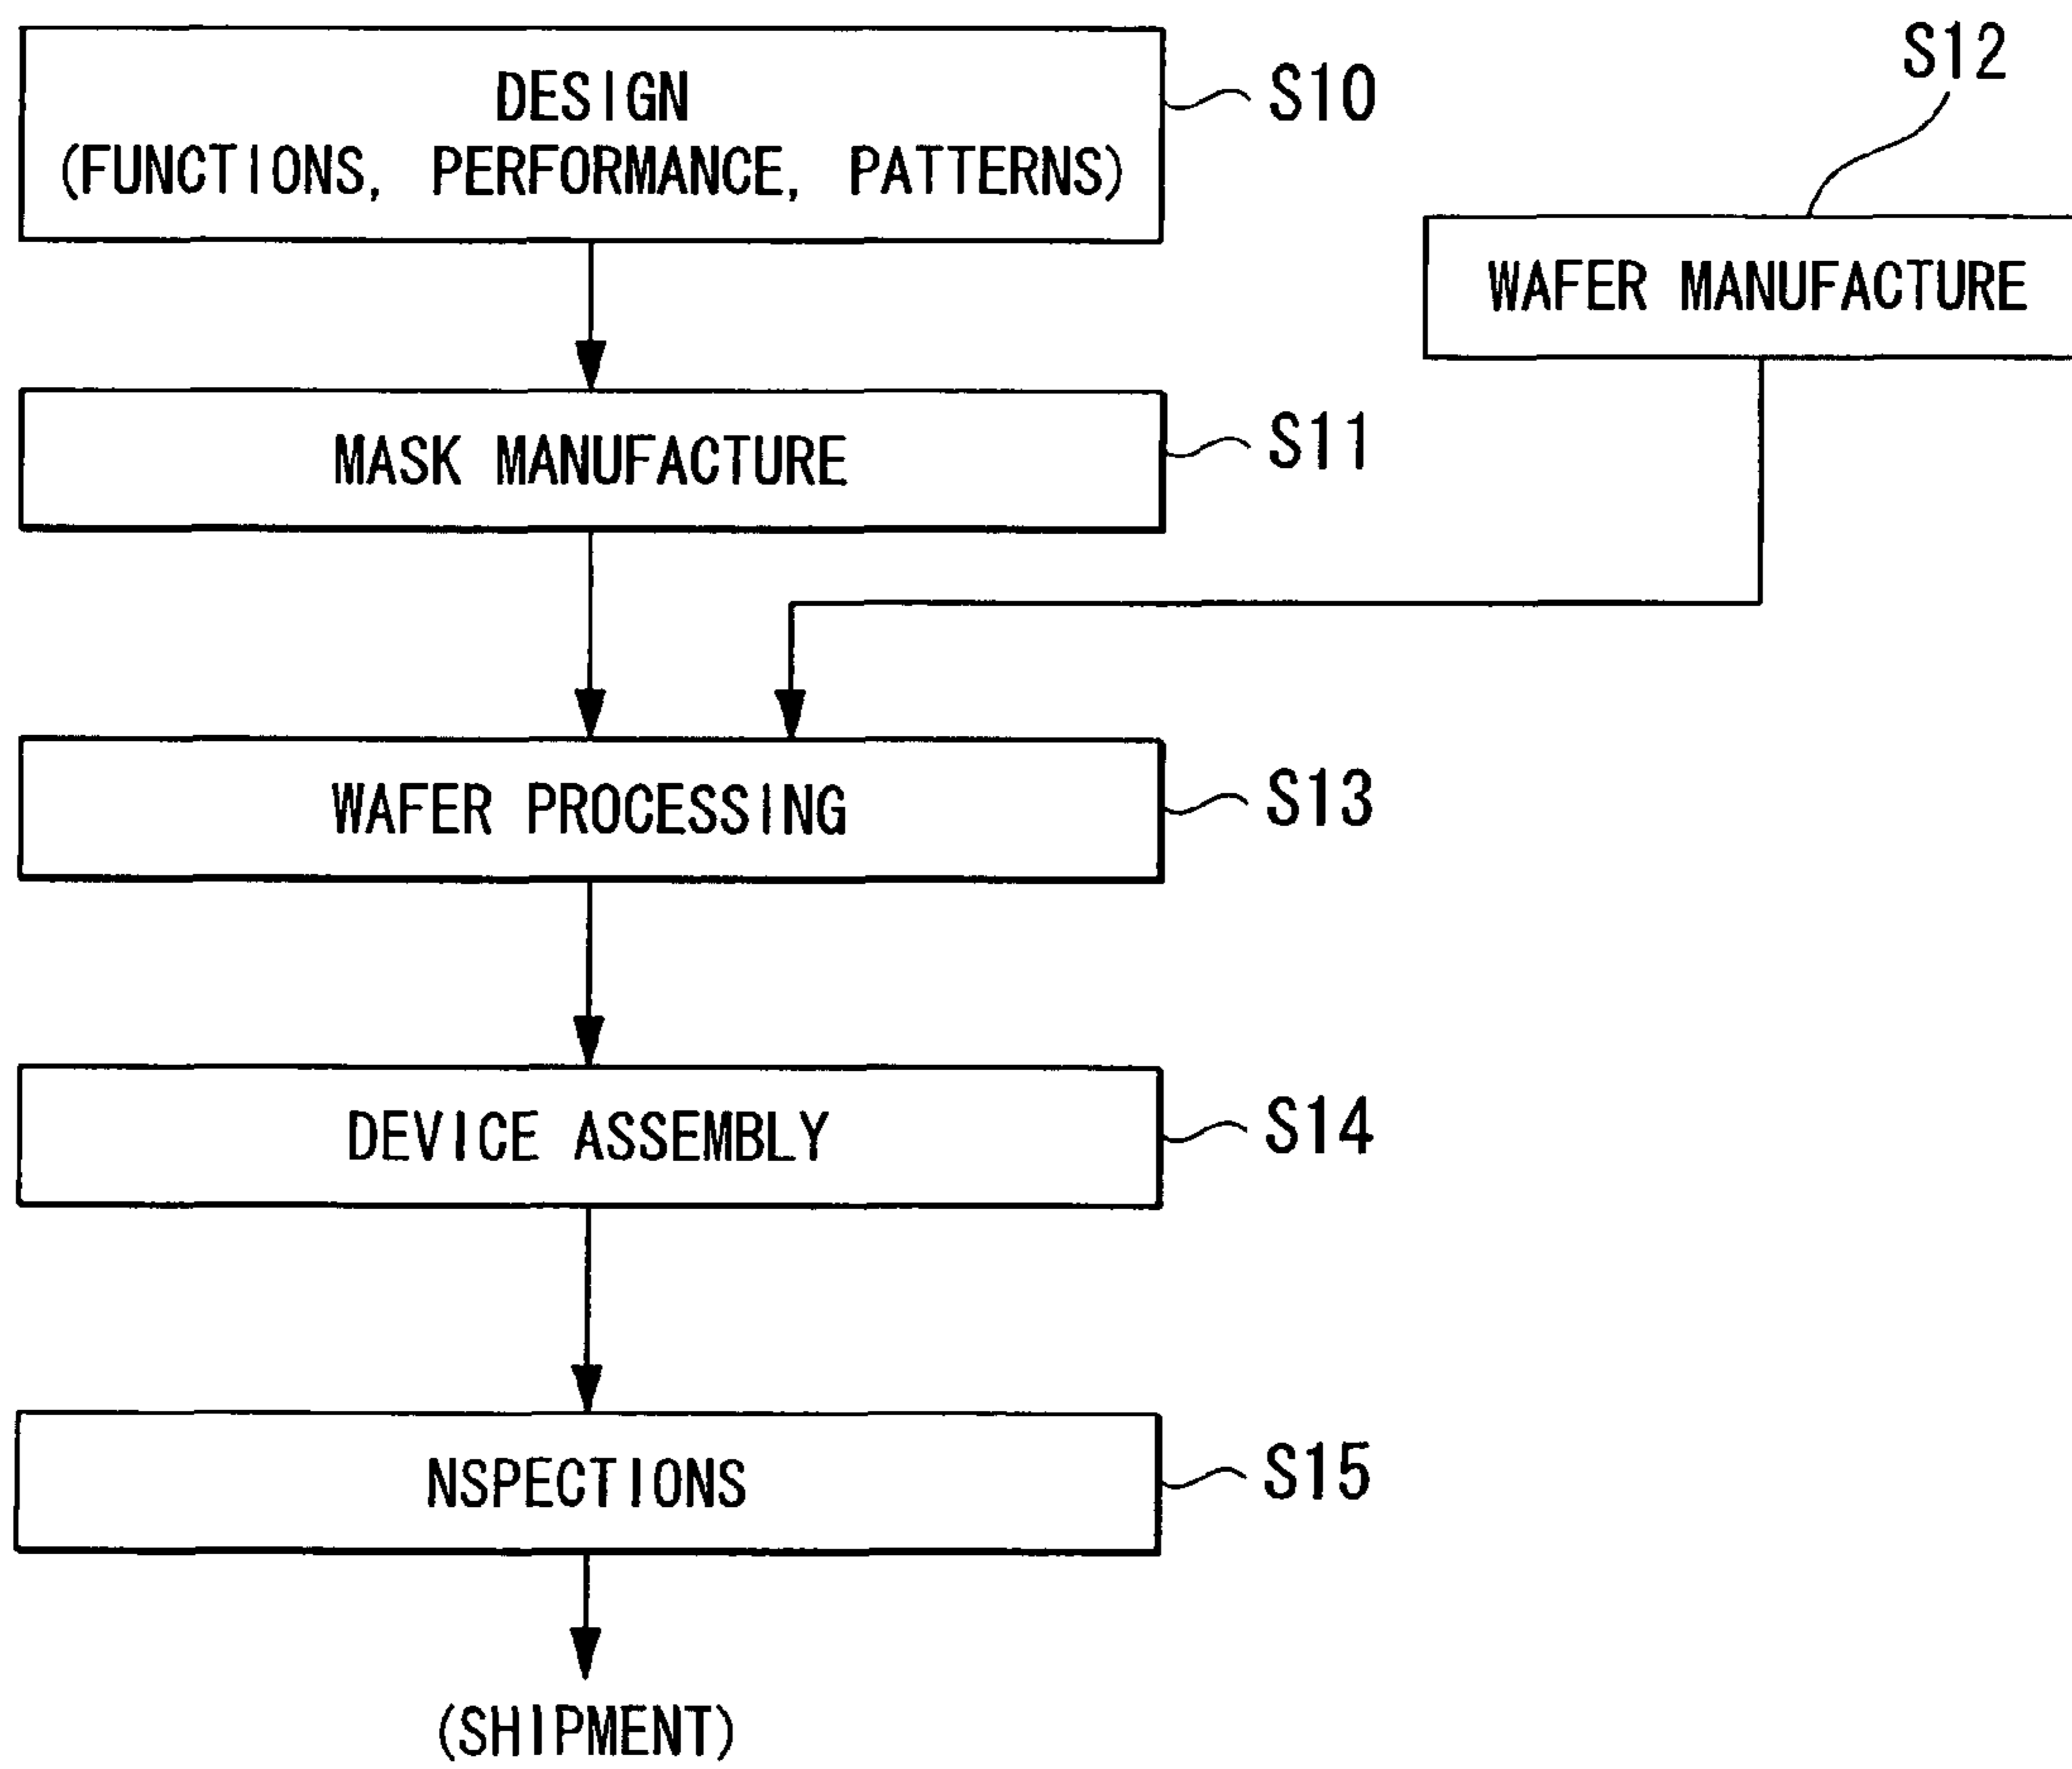 DESIGN
(FUNCTIONS, PERFORMANCE, PATTERNS)
S10
S12
WAFER MANUFACTURE
MASK MANUFACTURE
S11
WAFER PROCESSING
S13
DEVICE ASSEMBLY
S14
NSPECTIONS
S15
(SHIPMENT)